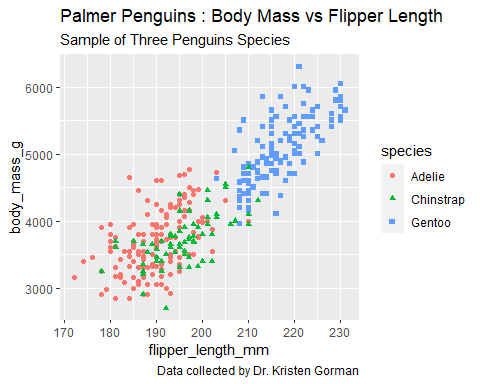 Palmer Penguins : Body Mass vs Flipper Length
Sample of Three Penguins Species
6000
5000
4000
3000
body_mass_g
170 180 190 200 210 220 230
flipper_length_mm
species
Adelie
Chinstrap
Gentoo
Data collected by Dr. Kristen Gorman